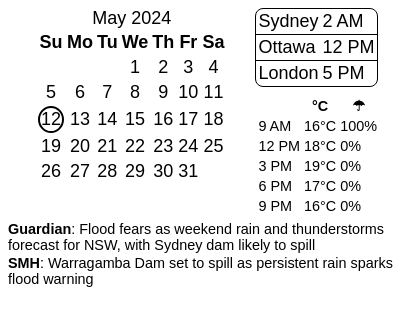 May 2024
Su Mo Tu We Th Fr Sa
1 2 3 4
5 6 7 8 9 10 11
12 13 14 15 16 17 18
19 20 21 22 23 24 25
26 27 28 29 30 31
Sydney 2 AM
Ottawa 12 PM
London 5 PM
°C ☂
9 AM 16°C 100%
12 PM 18°C 0%
3 PM 19°C 0%
6 PM 17°C 0%
9 PM 16°C 0%
Guardian: Flood fears as weekend rain and thunderstorms
forecast for NSW, with Sydney dam likely to spill
SMH: Warragamba Dam set to spill as persistent rain sparks
flood warning